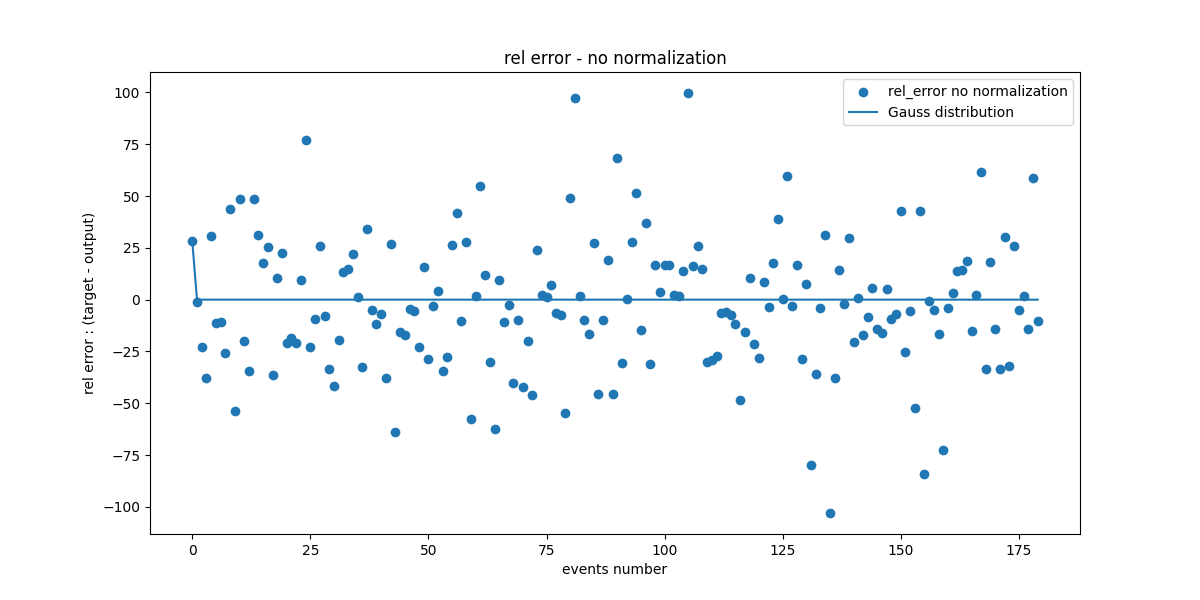 rel error - no normalization
rel_error no normalization
Gauss distribution
rel error : (target - output)
100
75
50
25
0
−25
−50
−75
−100
0 25 50 75 100 125 150 175
events number